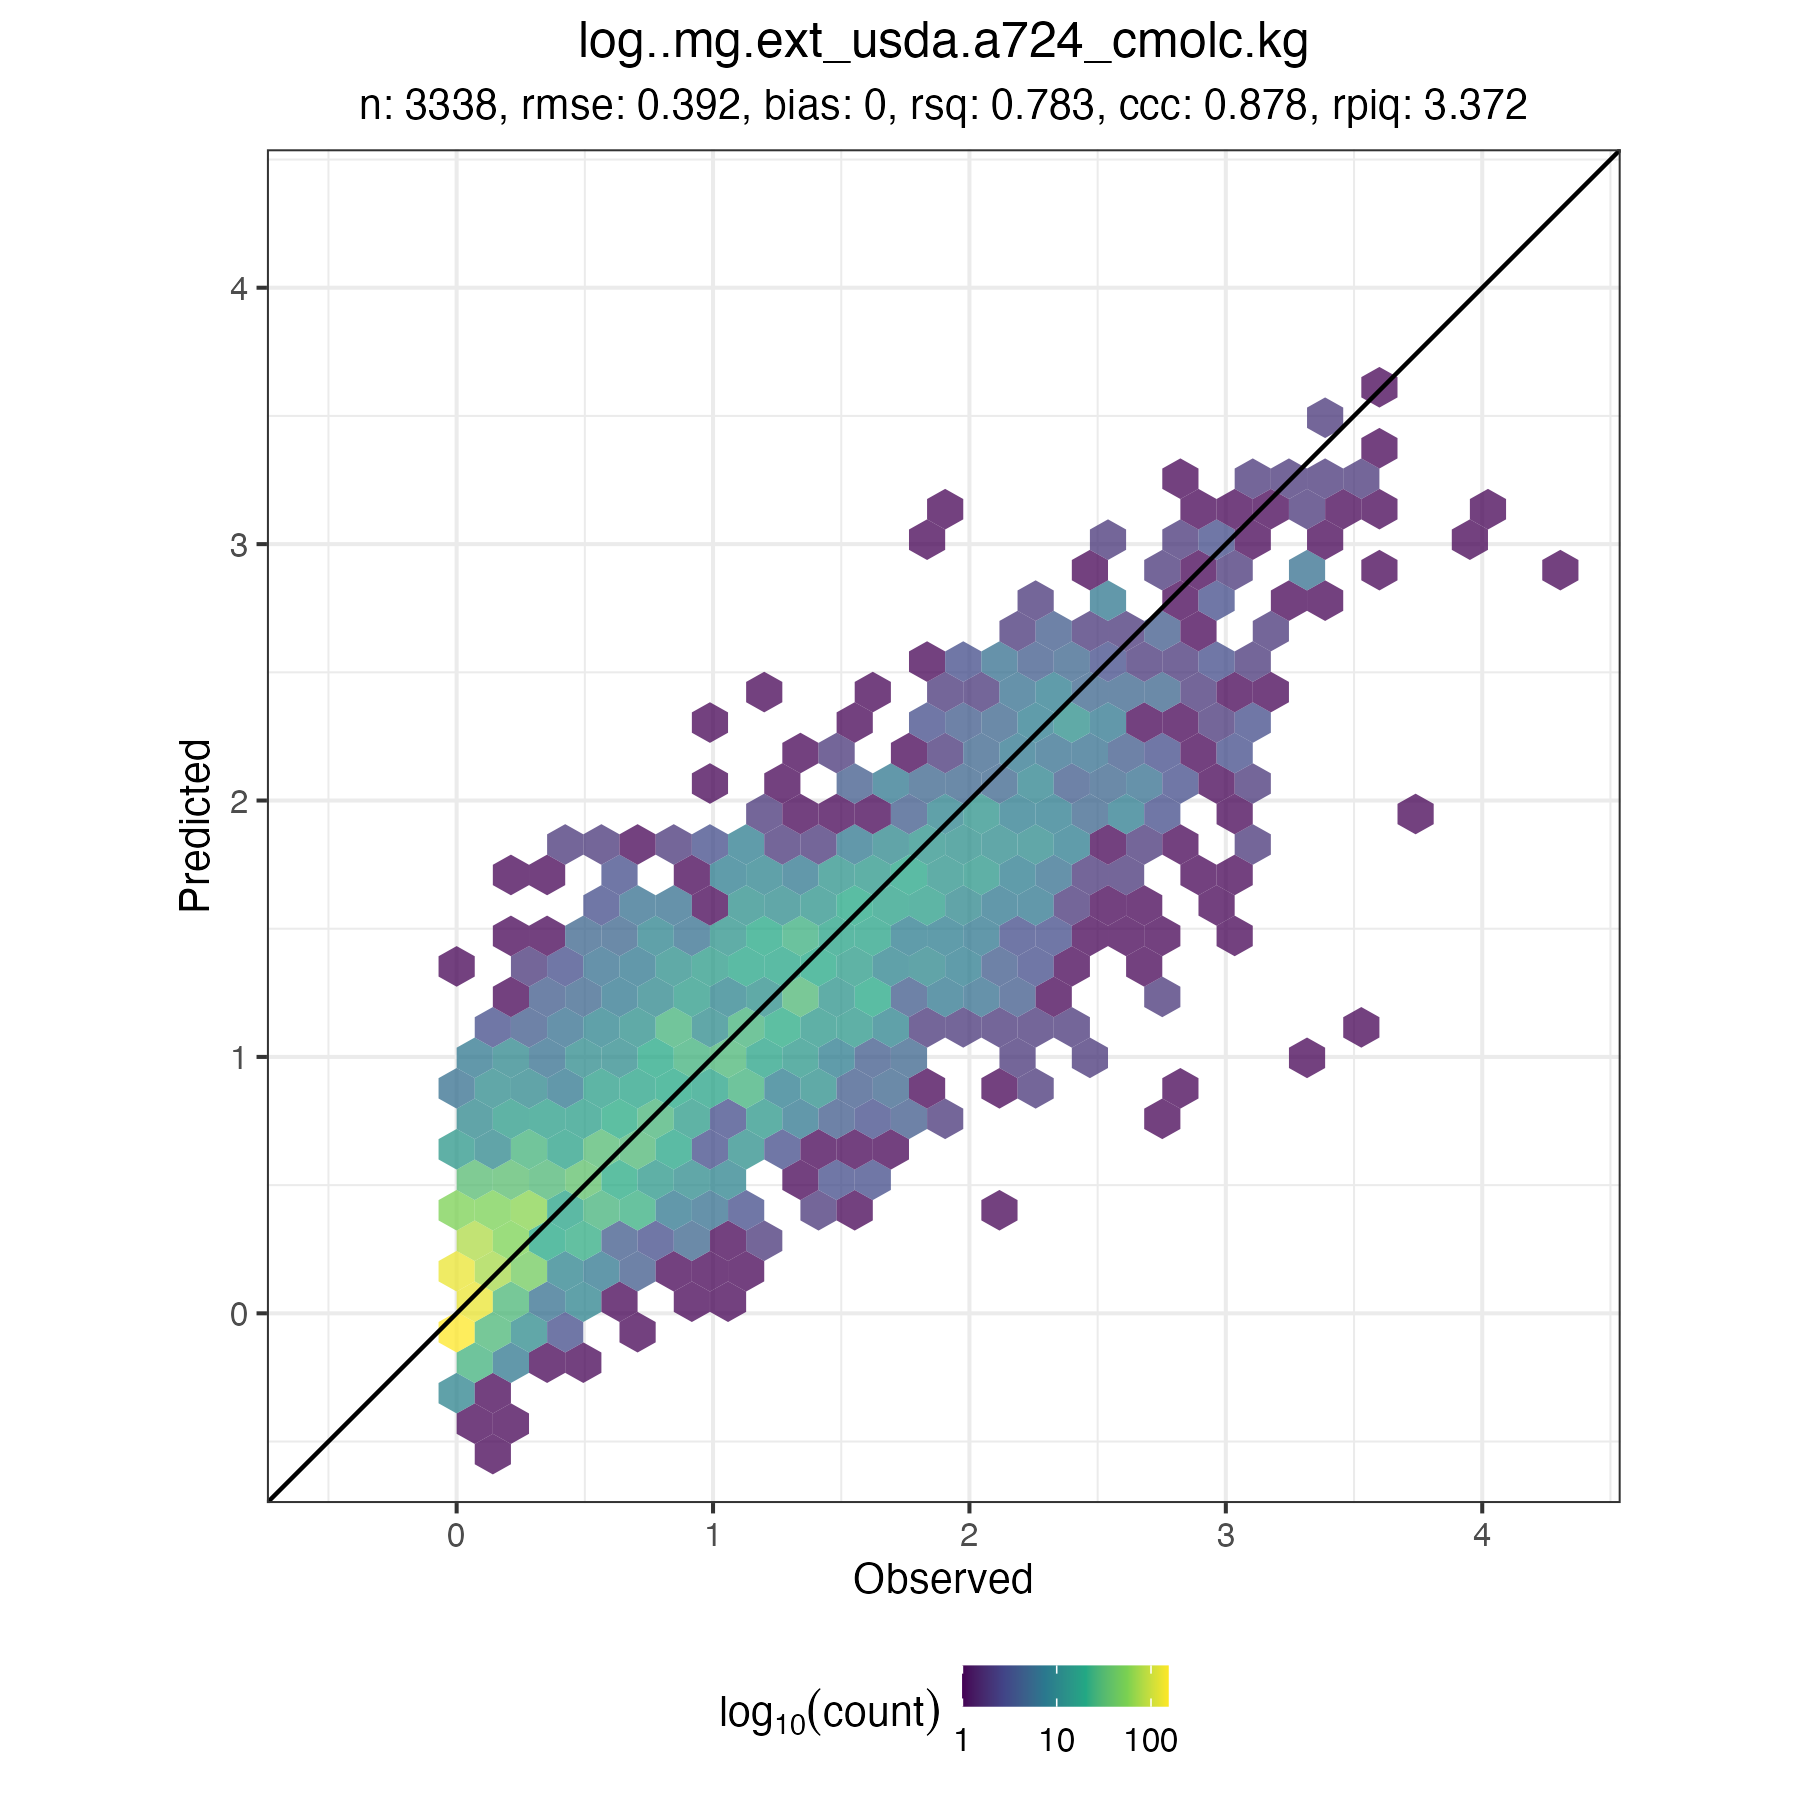 log..mg.ext_usda.a724_cmolc.kg
n: 3338, rmse: 0.392, bias: 0, rsq: 0.783, ccc: 0.878, rpiq: 3.372
4
3
2
1
0
Predicted
0 1 2 3 4
Observed
log₁₀(count)
1 10 100